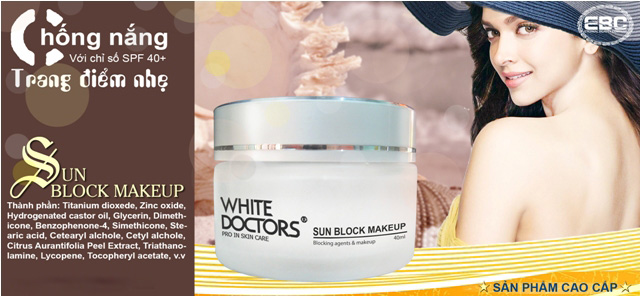 Chống nắng
Với chỉ số SPF 40+
Trang điểm nhẹ
SUN
BLOCK MAKEUP
Thành phần: Titanium dioxede, Zinc oxide,
Hydrogenated castor oil, Glycerin, Dimeth-
icone, Benzophenone-4, Simethicone, Ste-
aric acid, Cetearyl alchole, Cetyl alchole,
Citrus Aurantifolia Peel Extract, Triathano-
lamine, Lycopene, Tocopheryl acetate, v.v
WHITE
DOCTORS®
PRO IN SKIN CARE
SUN BLOCK MAKEUP
Blocking agents & makeup
40ml
EBC
SẢN PHẨM CAO CẤP